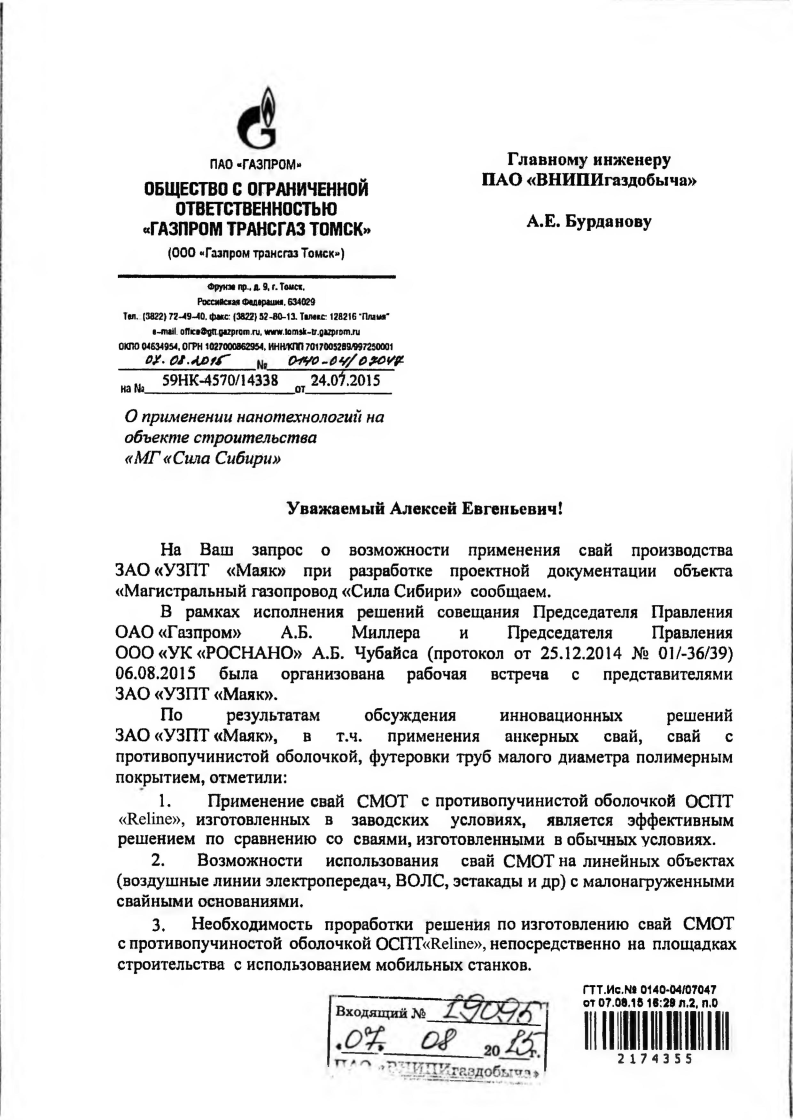 ПАО «ГАЗПРОМ»
ОБЩЕСТВО С ОГРАНИЧЕННОЙ
ОТВЕТСТВЕННОСТЬЮ
«ГАЗПРОМ ТРАНСГАЗ ТОМСК»
(ООО «Газпром трансгаз Томск»)
Фрунзе пр., д. 9, г. Томск,
Российская Федерация, 634029
Тел.: (3822) 72-49-40, факс: (3822) 52-80-13. Телекс: 128216 "Пламя"
e-mail: office@gtt.gazprom.ru, www.tomsk-tr.gazprom.ru
ОКПО 04634954, ОГРН 1027000862954, ИНН/КПП 7017005289/997250001
07.08.2015 № 0140-04/07047
на № 59НК-4570/14338 от 24.07.2015
О применении нанотехнологий на
объекте строительства
«МГ «Сила Сибири»
Главному инженеру
ПАО «ВНИПИгаздобыча»
А.Е. Бурданову
Уважаемый Алексей Евгеньевич!
На Ваш запрос о возможности применения свай производства
ЗАО «УЗПТ «Маяк» при разработке проектной документации объекта
«Магистральный газопровод «Сила Сибири» сообщаем.
В рамках исполнения решений совещания Председателя Правления
ОАО «Газпром» А.Б. Миллера и Председателя Правления
ООО «УК «РОСНАНО» А.Б. Чубайса (протокол от 25.12.2014 № 01/-36/39)
06.08.2015 была организована рабочая встреча с представителями
ЗАО «УЗПТ «Маяк».
По результатам обсуждения инновационных решений
ЗАО «УЗПТ «Маяк», в т.ч. применения анкерных свай, свай с
противопучинистой оболочкой, футеровки труб малого диаметра полимерным
покрытием, отметили:
1. Применение свай СМОТ с противопучинистой оболочкой ОСПТ
«Reline», изготовленных в заводских условиях, является эффективным
решением по сравнению со сваями, изготовленными в обычных условиях.
2. Возможности использования свай СМОТ на линейных объектах
(воздушные линии электропередач, ВОЛС, эстакады и др) с малонагруженными
свайными основаниями.
3. Необходимость проработки решения по изготовлению свай СМОТ
с противопучиностой оболочкой ОСПТ«Reline», непосредственно на площадках
строительства с использованием мобильных станков.
Входящий № 19095
.07. 08 2015г.
ПАО «ВНИПИгаздобыча»
ГТТ.Ис.№ 0140-04/07047
от 07.08.15 16:29 л.2, п.0
2174355